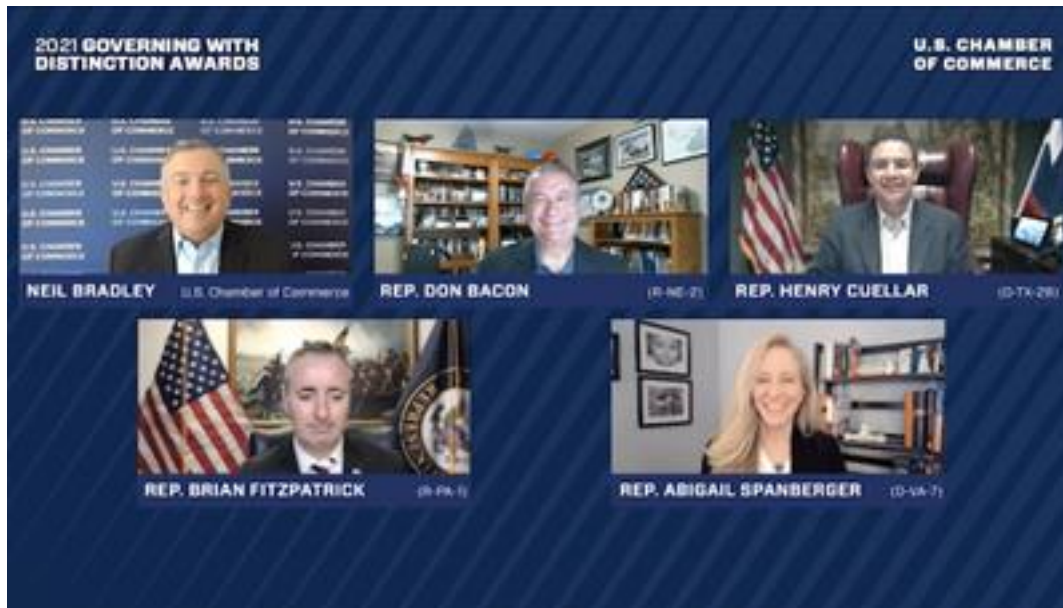 2021 GOVERNING WITH
DISTINCTION AWARDS
U.S. CHAMBER
OF COMMERCE
NEIL BRADLEY U.S. Chamber of Commerce
REP. DON BACON (R-NE-2)
REP. HENRY CUELLAR (D-TX-28)
REP. BRIAN FITZPATRICK (R-PA-1)
REP. ABIGAIL SPANBERGER (D-VA-7)